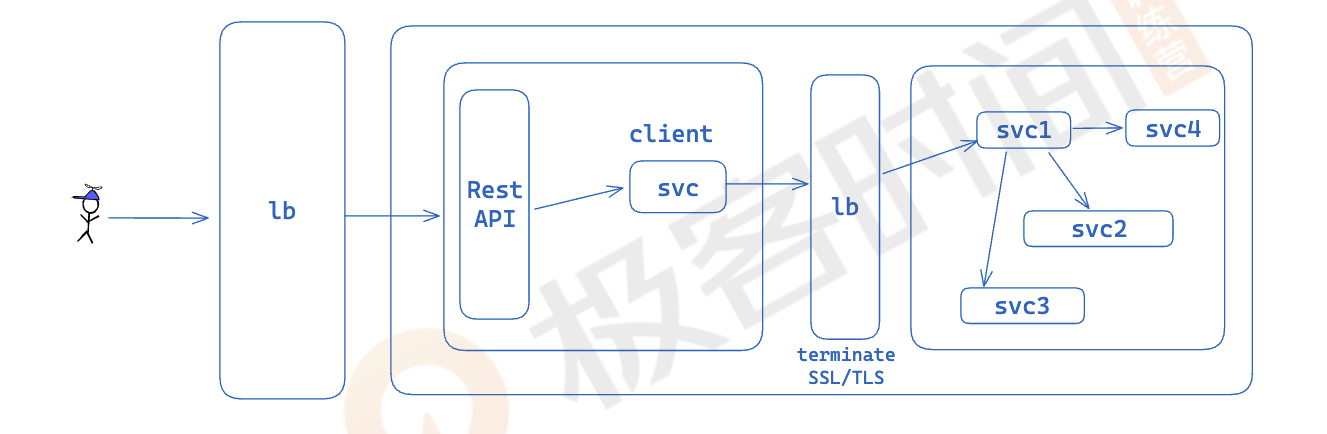 lb
Rest
API
client
svc
lb
terminate
SSL/TLS
svc1
svc4
svc2
svc3
极客时间
练营